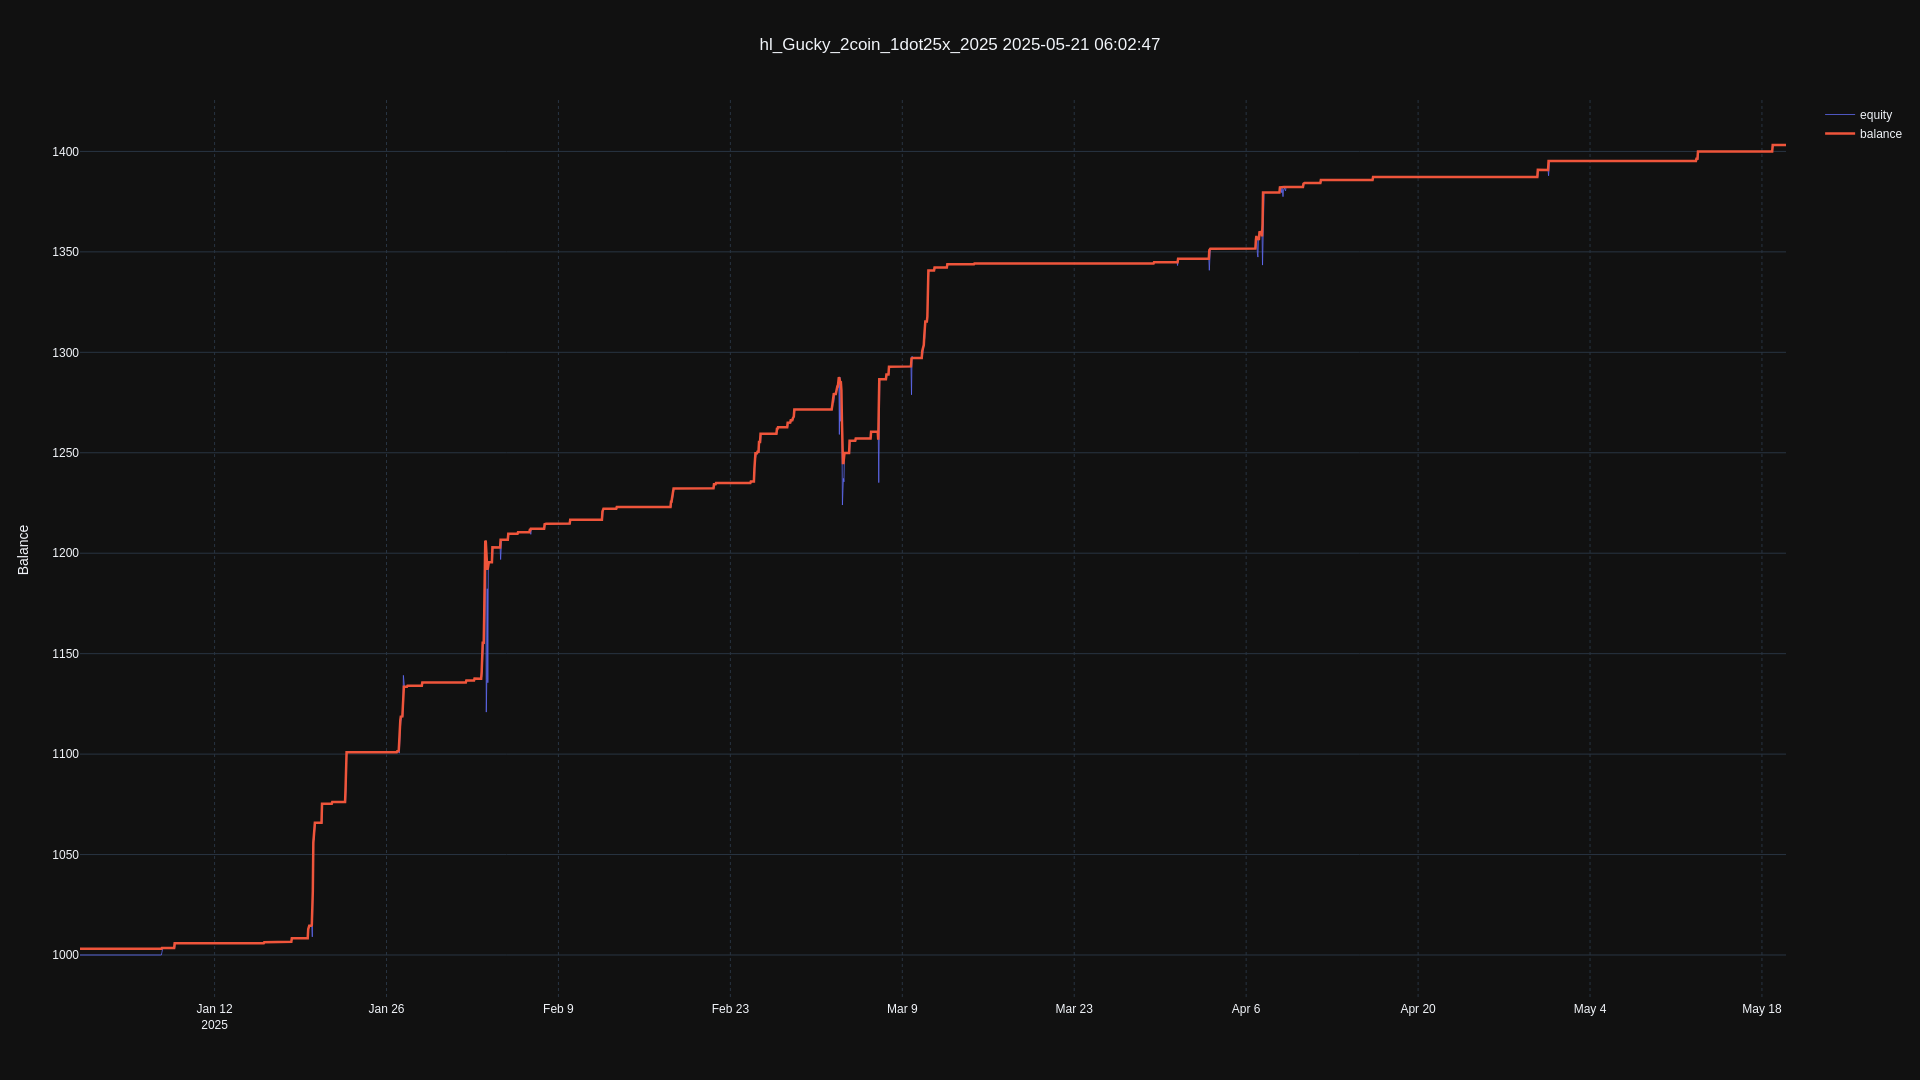 hl_Gucky_2coin_1dot25x_2025 2025-05-21 06:02:47
equity
balance
1400
1350
1300
1250
1200
1150
1100
1050
1000
Balance
Jan 12
2025
Jan 26
Feb 9
Feb 23
Mar 9
Mar 23
Apr 6
Apr 20
May 4
May 18